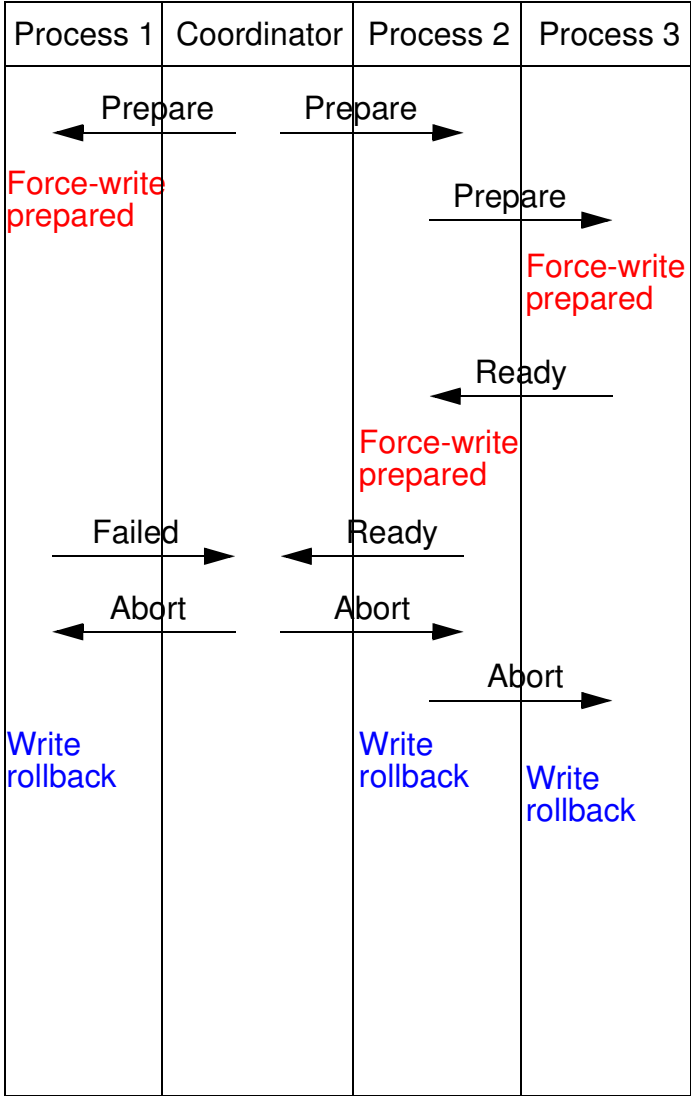 Process 1 Coordinator Process 2 Process 3
Prepare Prepare
Force-write
prepared
Prepare
Force-write
prepared
Ready
Force-write
prepared
Failed Ready
Abort Abort
Abort
Write
rollback
Write
rollback
Write
rollback